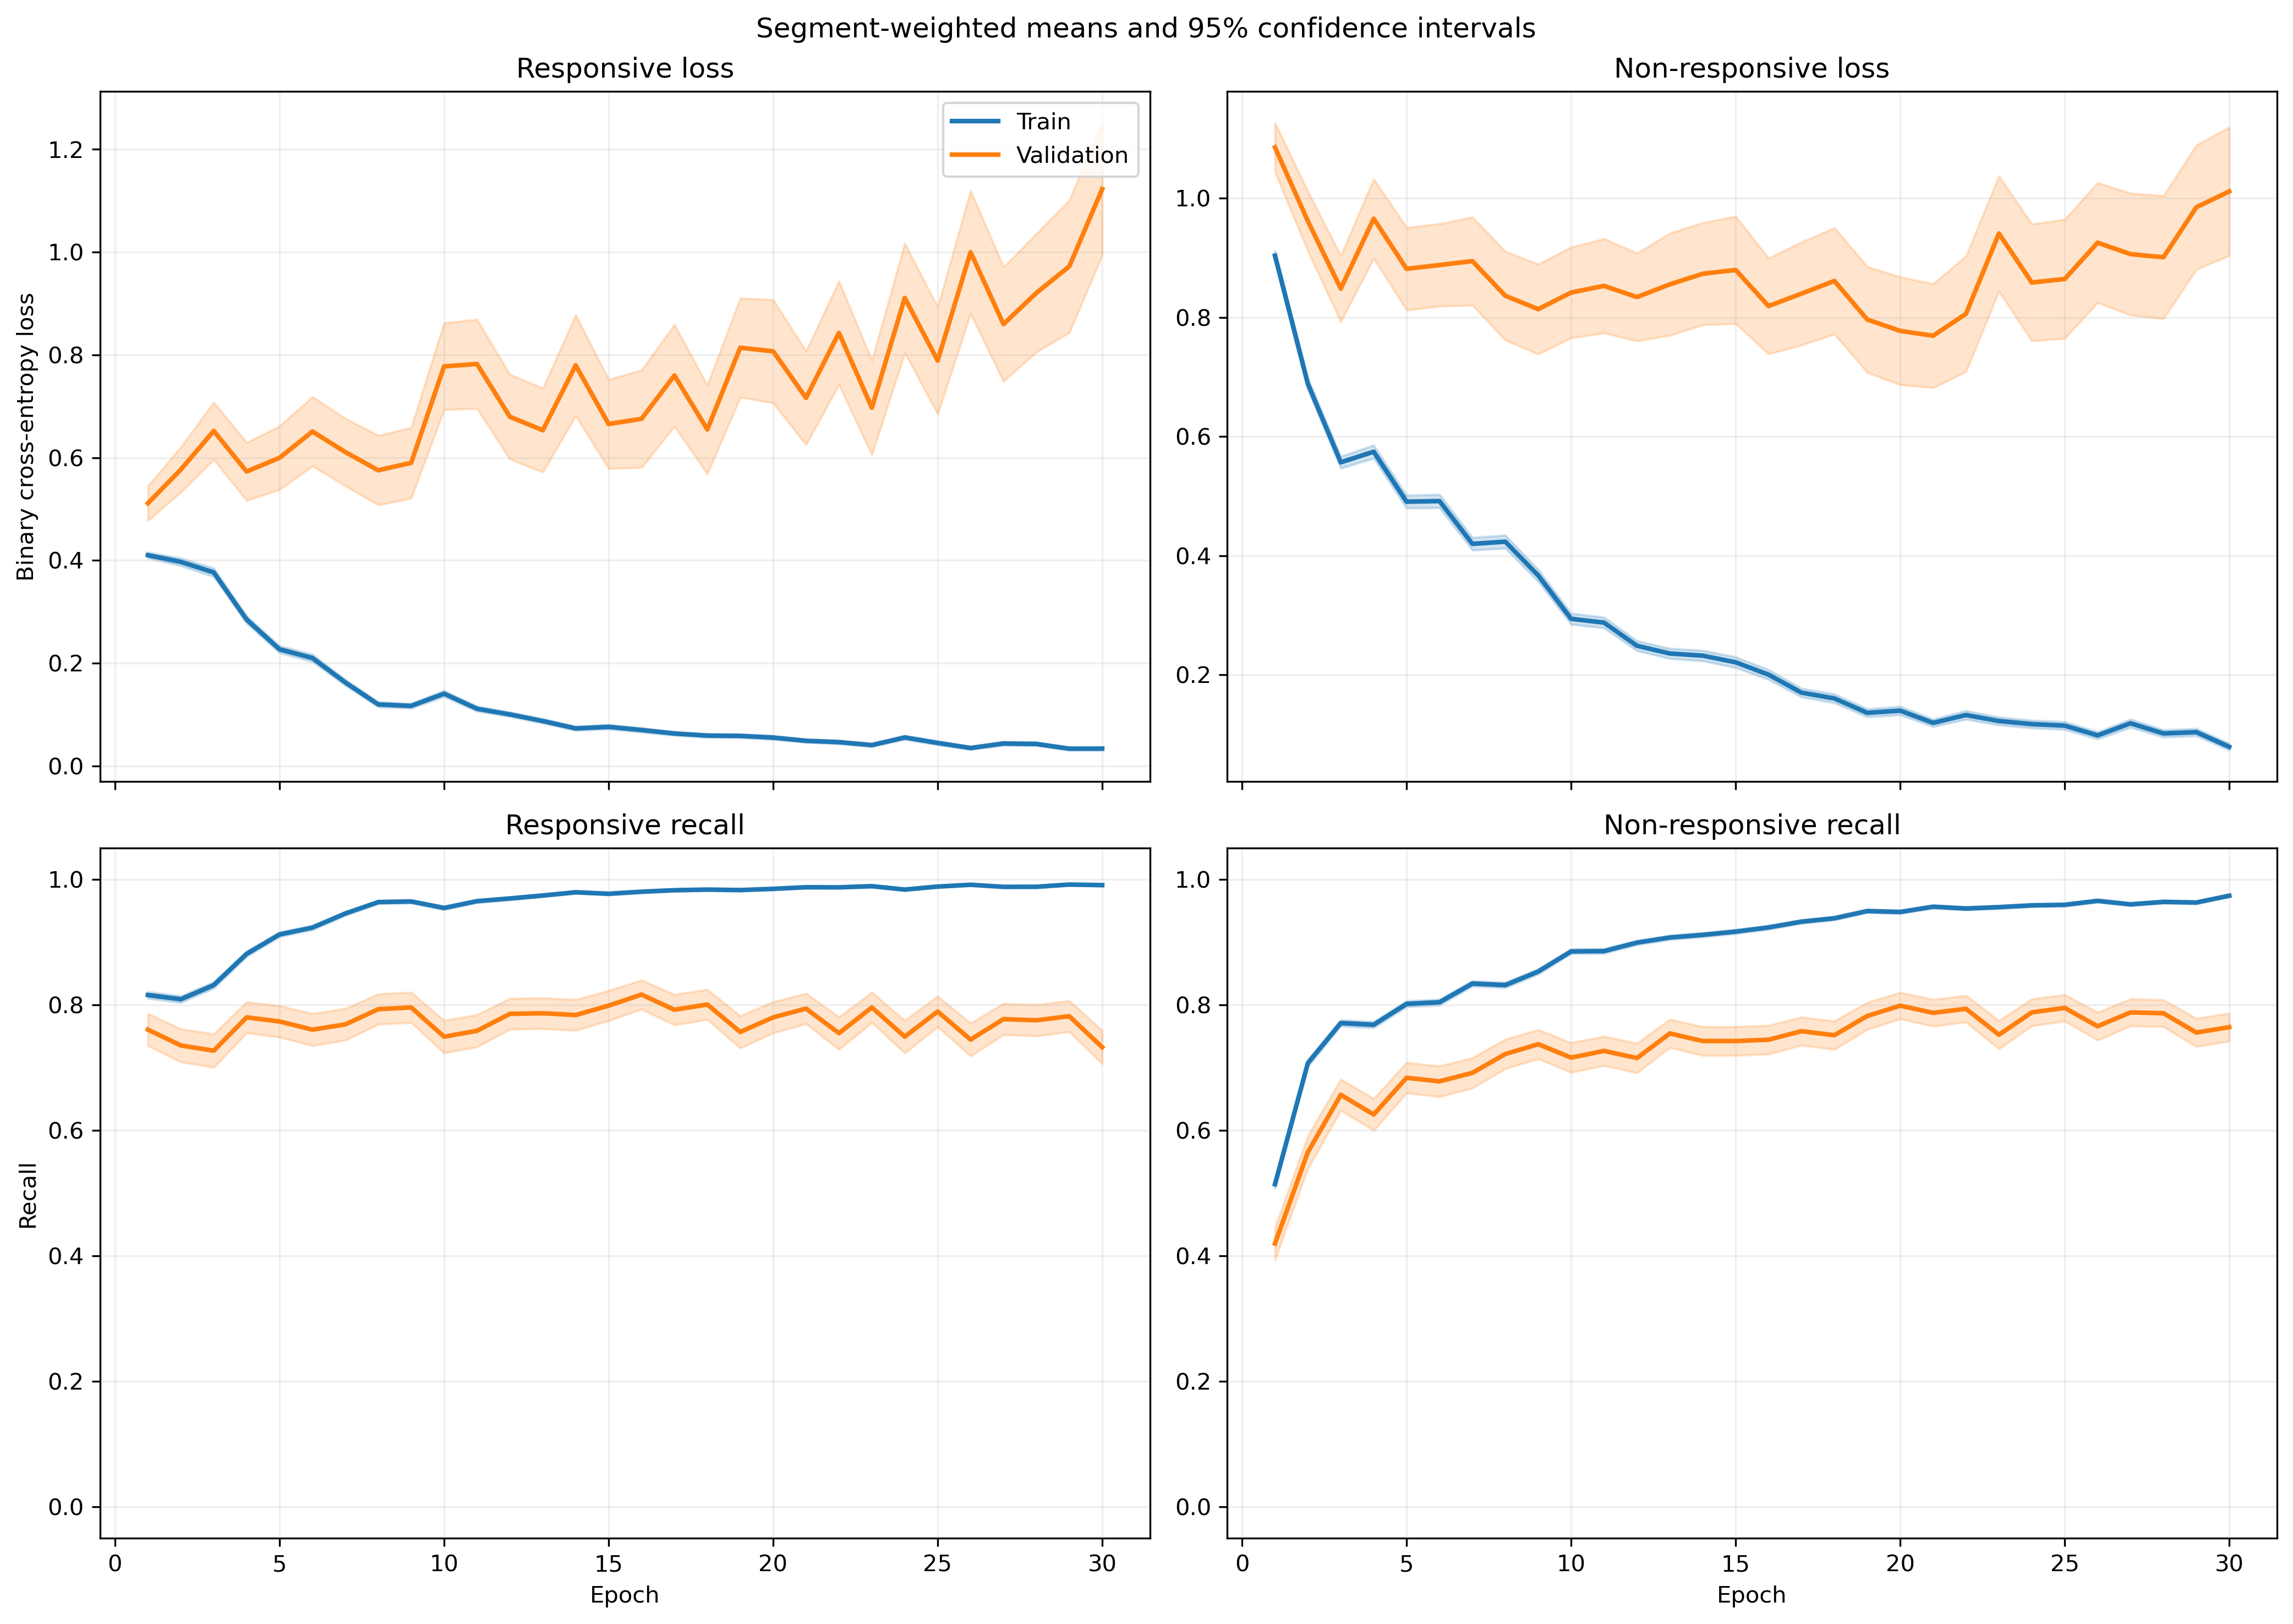 Segment-weighted means and 95% confidence intervals
Responsive loss
Non-responsive loss
Train
Validation
Binary cross-entropy loss
1.2
1.0
0.8
0.6
0.4
0.2
0.0
1.0
0.8
0.6
0.4
0.2
Responsive recall
Non-responsive recall
Recall
1.0
0.8
0.6
0.4
0.2
0.0
1.0
0.8
0.6
0.4
0.2
0.0
0 5 10 15 20 25 30
0 5 10 15 20 25 30
Epoch
Epoch